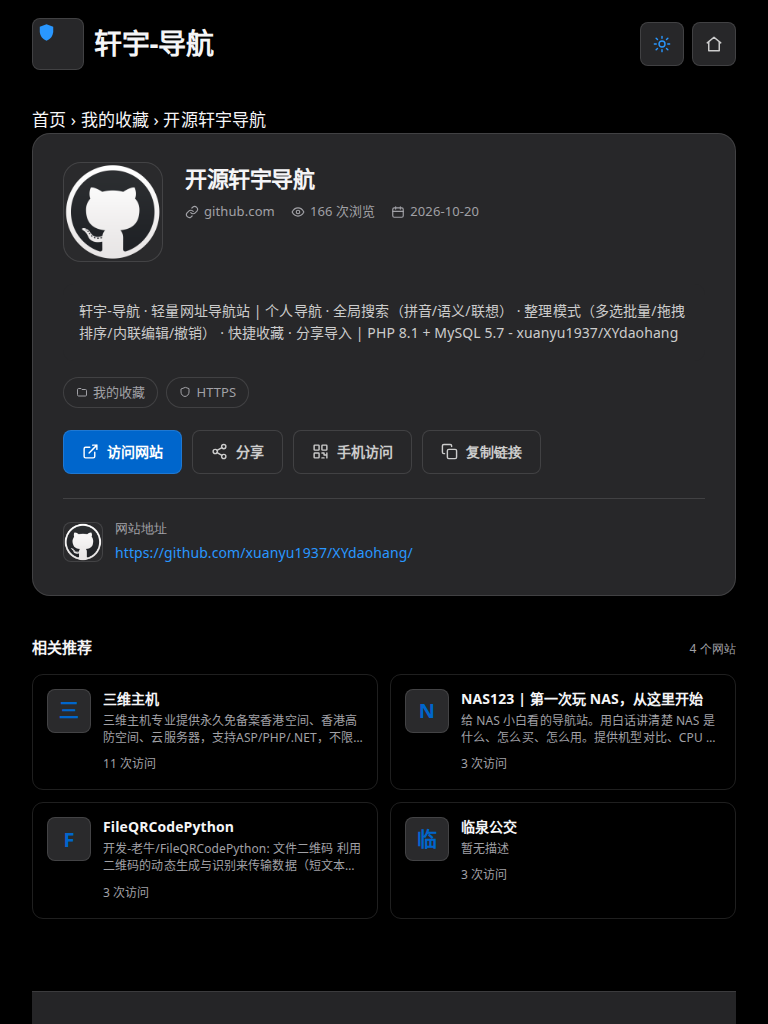 轩宇-导航
首页 › 我的收藏 › 开源轩宇导航
开源轩宇导航
github.com 166 次浏览 2026-10-20
轩宇-导航 · 轻量网址导航站 | 个人导航 · 全局搜索（拼音/语义/联想） · 整理模式（多选批量/拖拽
排序/内联编辑/撤销） · 快捷收藏 · 分享导入 | PHP 8.1 + MySQL 5.7 - xuanyu1937/XYdaohang
我的收藏 HTTPS
访问网站 分享 手机访问 复制链接
网站地址
https://github.com/xuanyu1937/XYdaohang/
相关推荐 4 个网站
三
三维主机
三维主机专业提供永久免备案香港空间、香港高
防空间、云服务器，支持ASP/PHP/.NET，不限...
11 次访问
N
NAS123 | 第一次玩 NAS，从这里开始
给 NAS 小白看的导航站。用白话讲清楚 NAS 是
什么、怎么买、怎么用。提供机型对比、CPU ...
3 次访问
F
FileQRCodePython
开发-老牛/FileQRCodePython: 文件二维码 利用
二维码的动态生成与识别来传输数据（短文本...
3 次访问
临
临泉公交
暂无描述
3 次访问